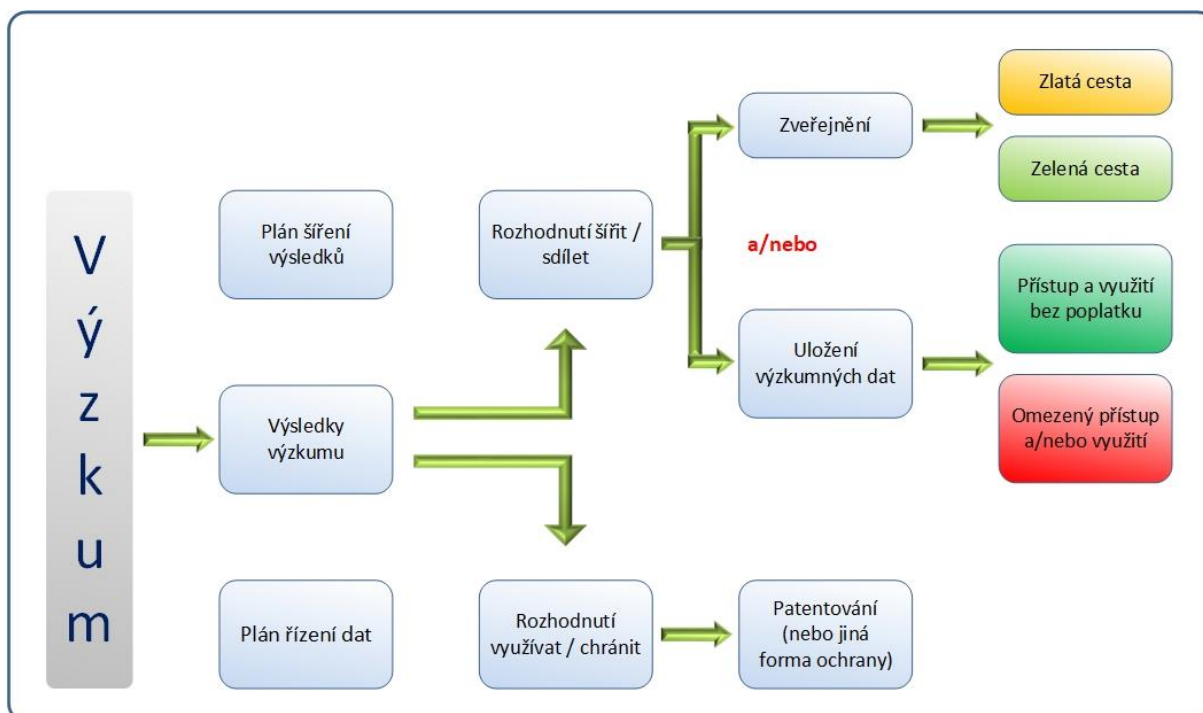 Výzkum
Plán šíření
výsledků
Výsledky
výzkumu
Plán řízení dat
Rozhodnutí šířit /
sdílet
Rozhodnutí
využívat / chránit
Zveřejnění
a/nebo
Uložení
výzkumných dat
Patentování
(nebo jiná
forma ochrany)
Zlatá cesta
Zelená cesta
Přístup a využití
bez poplatku
Omezený přístup
a/nebo využití